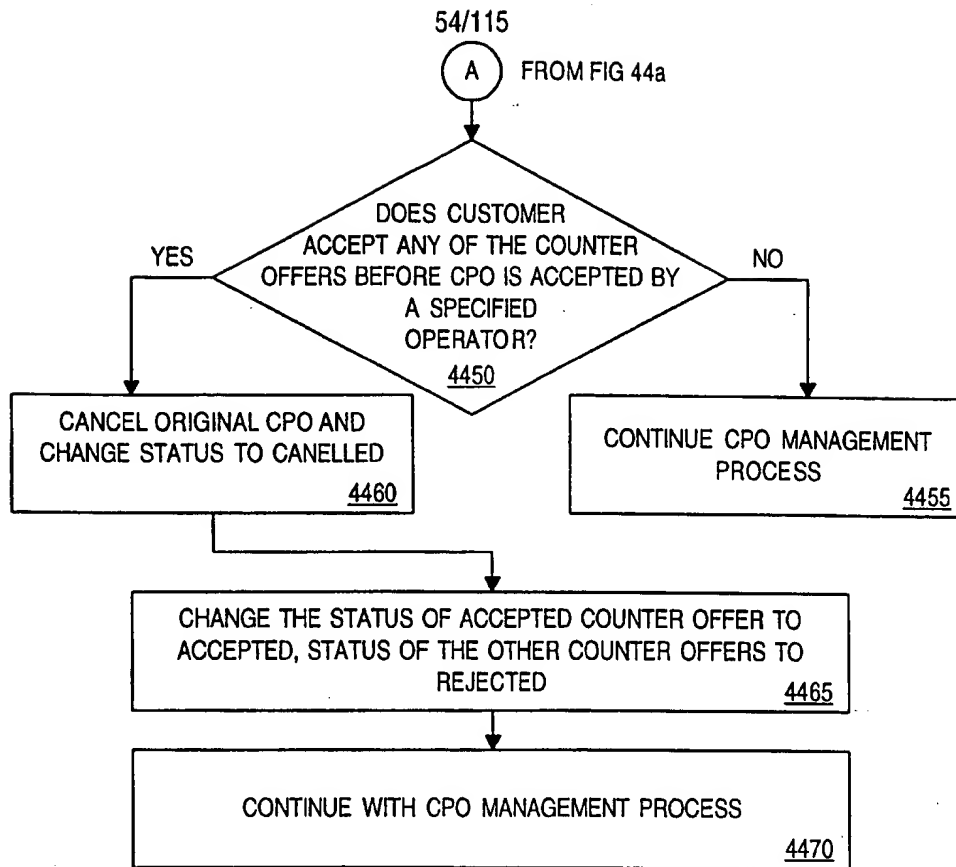 54/115
A
FROM FIG 44a
DOES CUSTOMER
ACCEPT ANY OF THE COUNTER
OFFERS BEFORE CPO IS ACCEPTED BY
A SPECIFIED
OPERATOR?
4450
YES
NO
CANCEL ORIGINAL CPO AND
CHANGE STATUS TO CANELLED
4460
CONTINUE CPO MANAGEMENT
PROCESS
4455
CHANGE THE STATUS OF ACCEPTED COUNTER OFFER TO
ACCEPTED, STATUS OF THE OTHER COUNTER OFFERS TO
REJECTED
4465
CONTINUE WITH CPO MANAGEMENT PROCESS
4470